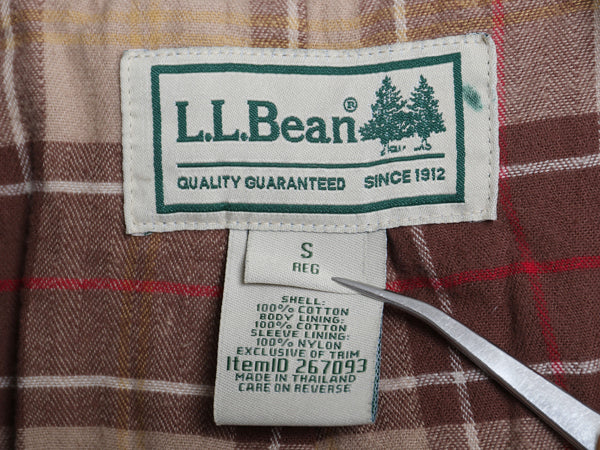 L.L.Bean®
QUALITY GUARANTEED SINCE 1912
S
REG
SHELL:
100% COTTON
BODY LINING:
100% COTTON
SLEEVE LINING:
100% NYLON
EXCLUSIVE OF TRIM
ItemID 267093
MADE IN THAILAND
CARE ON REVERSE